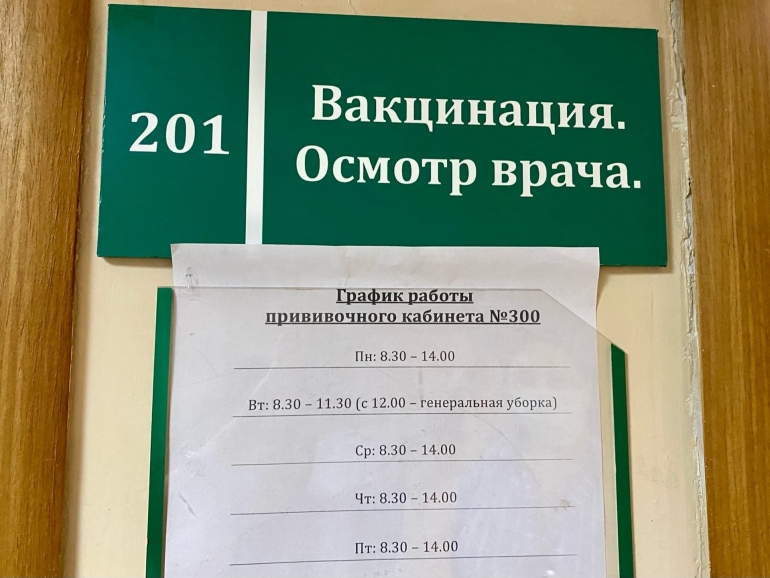 201
Вакцинация.
Осмотр врача.
График работы
прививочного кабинета №300
Пн: 8.30 – 14.00
Вт: 8.30 – 11.30 (с 12.00 – генеральная уборка)
Ср: 8.30 – 14.00
Чт: 8.30 – 14.00
Пт: 8.30 – 14.00